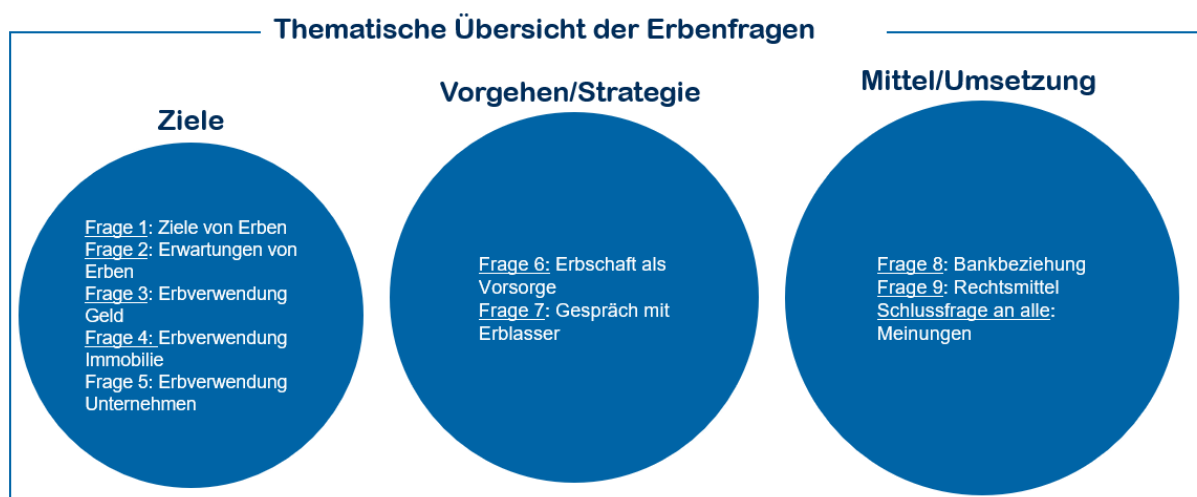 Thematische Übersicht der Erbenfragen
Ziele
Frage 1: Ziele von Erben
Frage 2: Erwartungen von
Erben
Frage 3: Erbverwendung
Geld
Frage 4: Erbverwendung
Immobilie
Frage 5: Erbverwendung
Unternehmen
Vorgehen/Strategie
Frage 6: Erbschaft als
Vorsorge
Frage 7: Gespräch mit
Erblasser
Mittel/Umsetzung
Frage 8: Bankbeziehung
Frage 9: Rechtsmittel
Schlussfrage an alle:
Meinungen